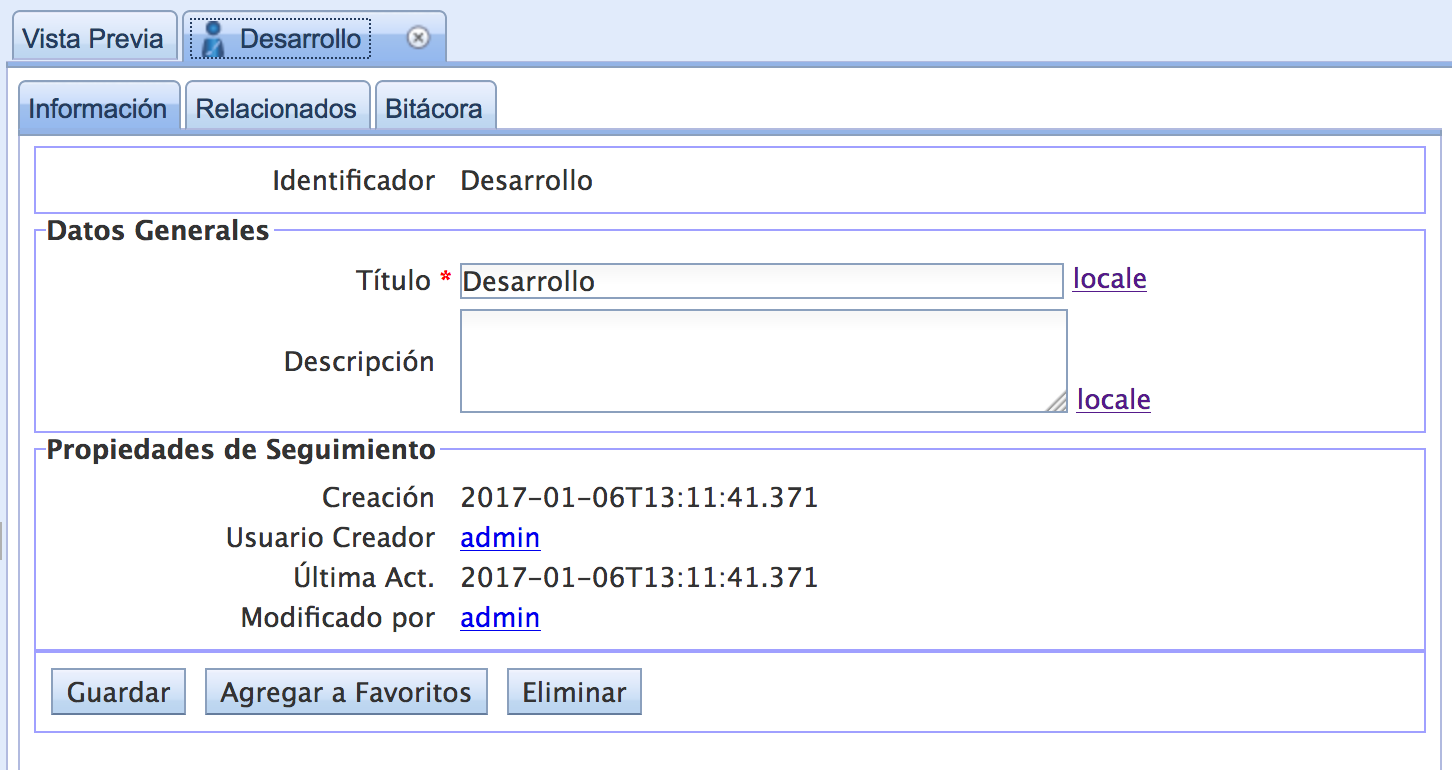 Vista Previa Desarrollo
Información Relacionados Bitácora
Identificador Desarrollo
Datos Generales
Título * Desarrollo locale
Descripción locale
Propiedades de Seguimiento
Creación 2017-01-06T13:11:41.371
Usuario Creador admin
Última Act. 2017-01-06T13:11:41.371
Modificado por admin
Guardar Agregar a Favoritos Eliminar